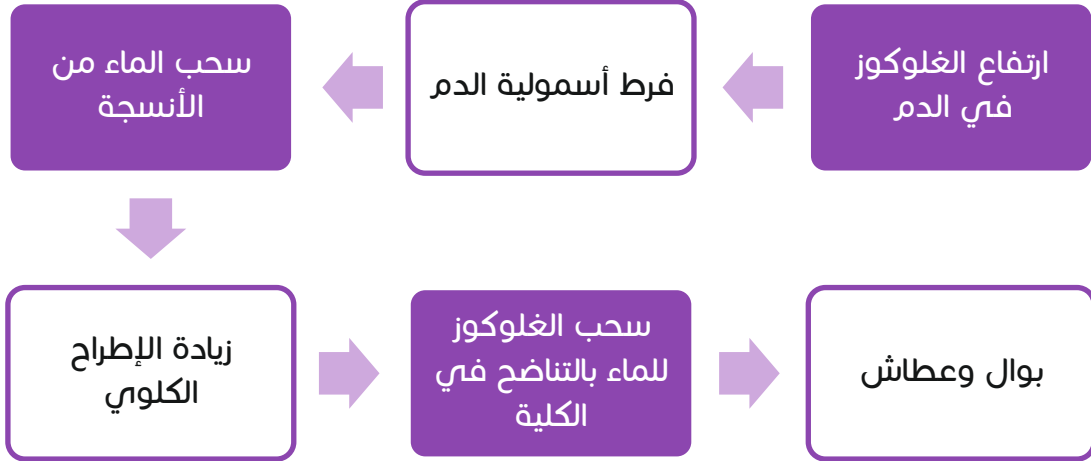 ارتفاع الغلوكوز
في الدم
فرط أسمولية الدم
سحب الماء من
الأنسجة
زيادة الإطراح
الكلوي
سحب الغلوكوز
للماء بالتناضح في
الكلية
بوال وعطاش